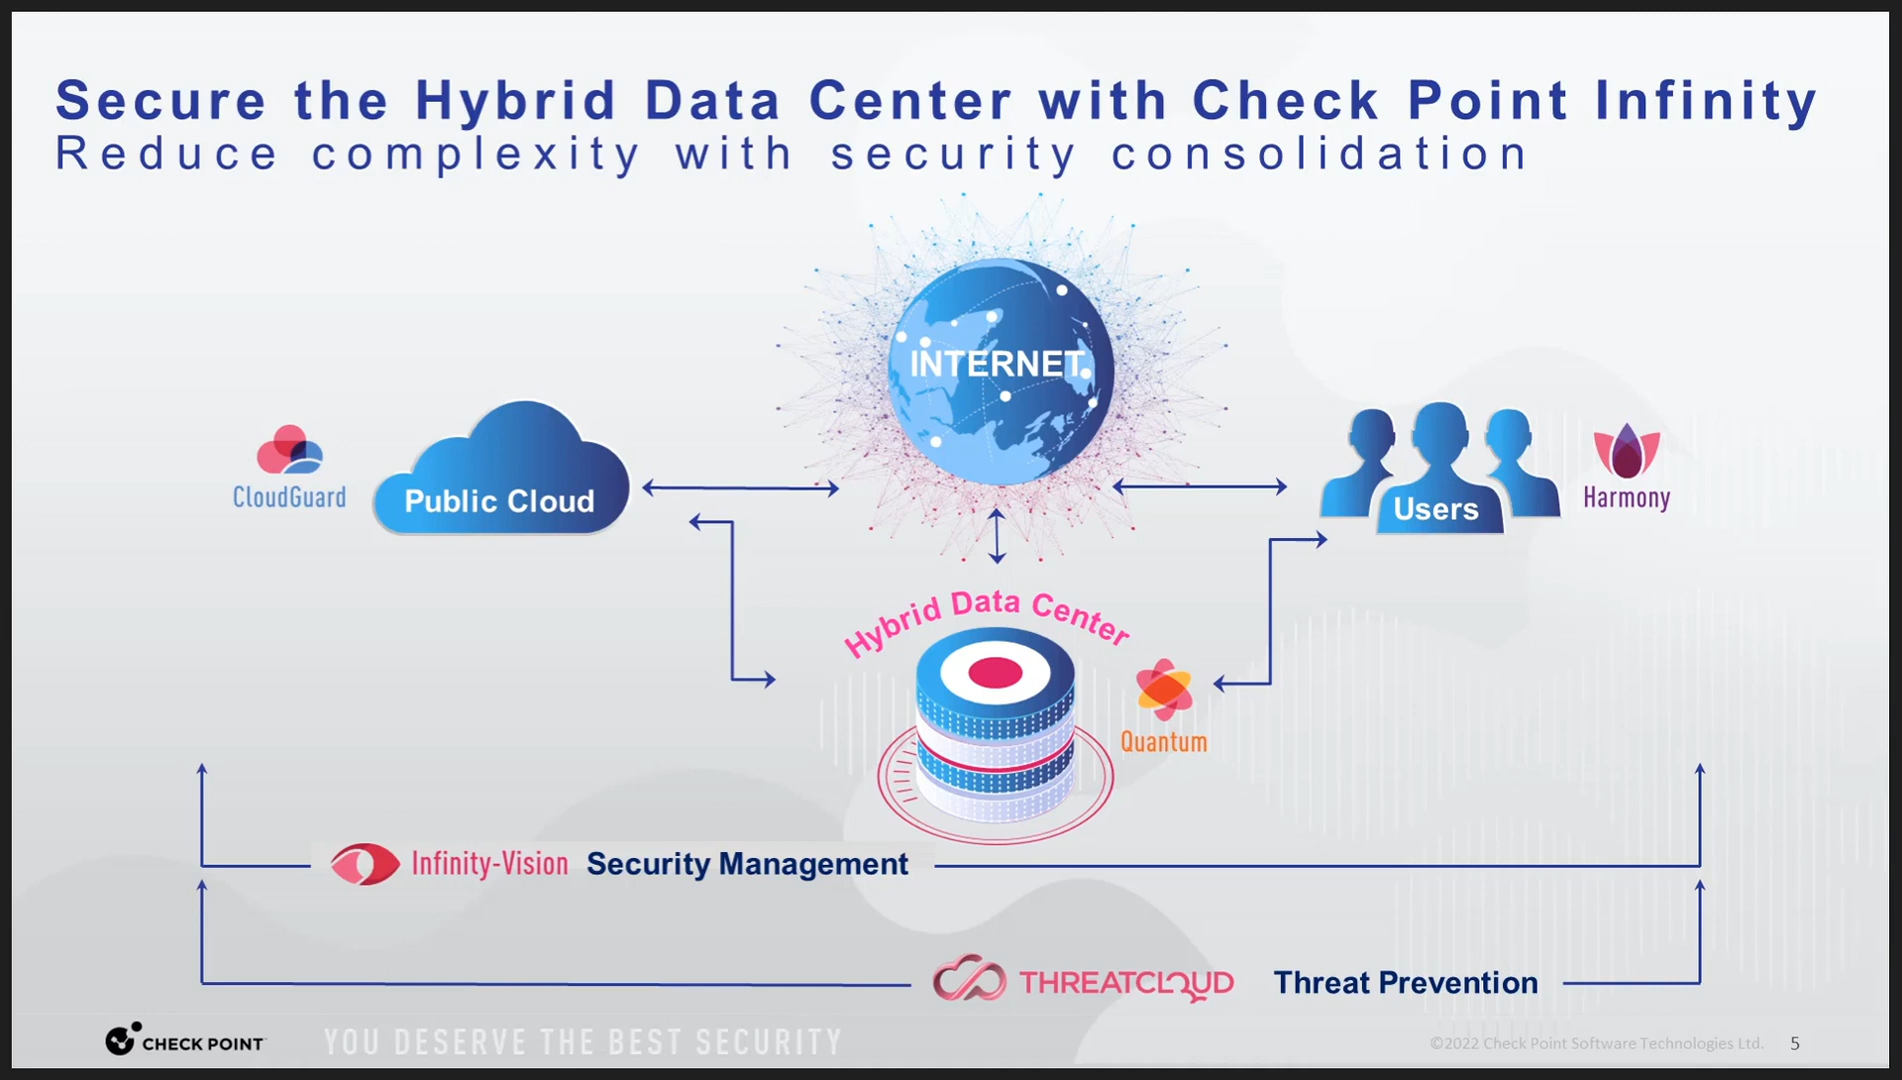 Secure the Hybrid Data Center with Check Point Infinity
Reduce complexity with security consolidation
INTERNET
CloudGuard
Public Cloud
Users
Harmony
Hybrid Data Center
Quantum
Infinity-Vision Security Management
THREATCLOUD Threat Prevention
CHECK POINT
YOU DESERVE THE BEST SECURITY
©2022 Check Point Software Technologies Ltd. 5